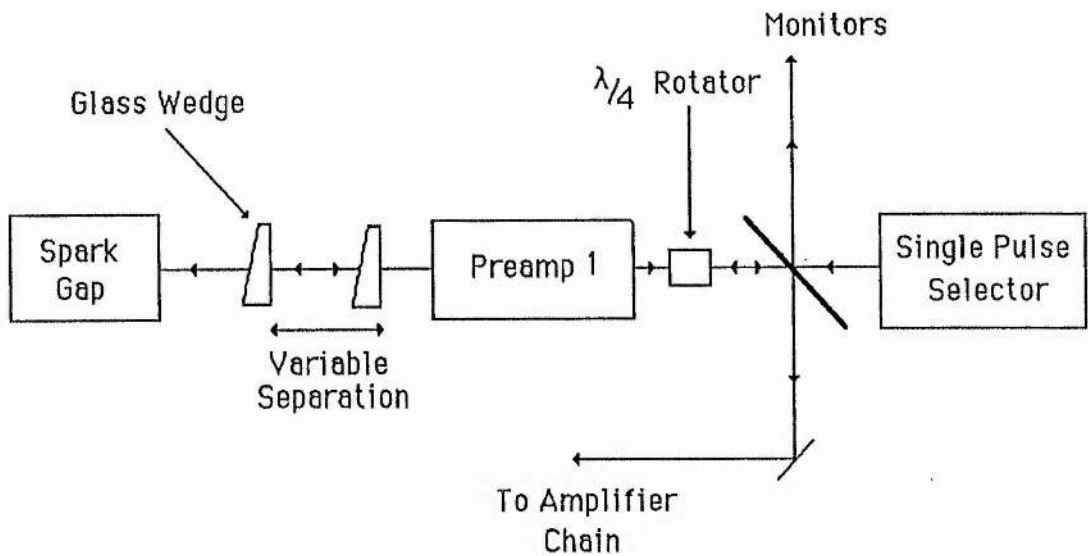 Monitors
λ/4 Rotator
Glass Wedge
Spark
Gap
Preamp 1
Single Pulse
Selector
Variable
Separation
To Amplifier
Chain